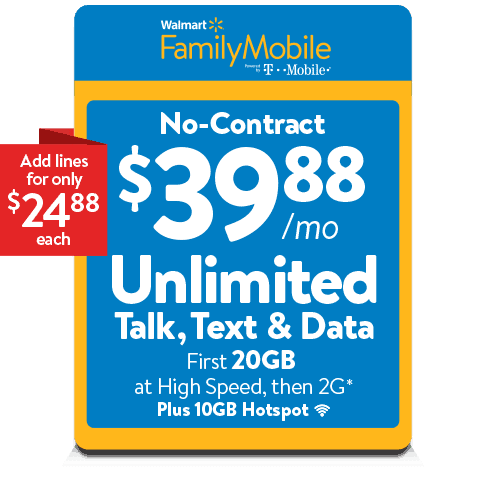 Walmart
FamilyMobile
Powered by T··Mobile·
No-Contract
$39.88
/mo
Add lines
for only
$24.88
each
Unlimited
Talk, Text & Data
First 20GB
at High Speed, then 2G*
Plus 10GB Hotspot